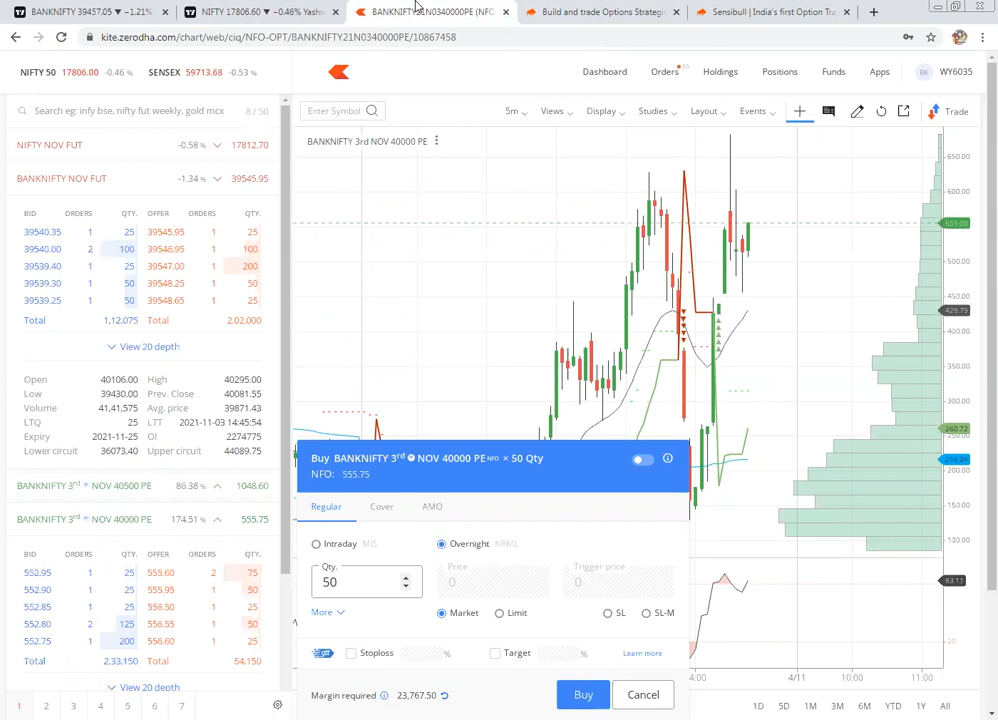 BANKNIFTY 39457.05 ▼ −1.21%
NIFTY 17806.60 ▼ −0.46% Yashw
BANKNIFTY21N0340000PE (NFO
Build and trade Options Strategi
Sensibull | India's first Option Tra
kite.zerodha.com/chart/web/ciq/NFO-OPT/BANKNIFTY21N0340000PE/10867458
NIFTY 50 17806.00 -0.46 % SENSEX 59713.68 -0.53 %
Dashboard Orders Holdings Positions Funds Apps BK WY6035
Search eg: infy bse, nifty fut weekly, gold mcx 8 / 50
Enter Symbol 5m Views Display Studies Layout Events Trade
NIFTY NOV FUT -0.58 % 17812.70
BANKNIFTY 3rd NOV 40000 PE
BANKNIFTY NOV FUT -1.34 % 39545.95
BID ORDERS QTY. OFFER ORDERS QTY.
39540.35 1 25 39545.95 1 25
39540.00 2 100 39546.95 1 100
39539.40 1 25 39547.00 1 200
39539.30 1 50 39548.25 1 50
39539.25 1 50 39548.65 1 25
Total 1,12,075 Total 2,02,000
View 20 depth
Open 40106.00 High 40295.00
Low 39430.00 Prev. Close 40081.55
Volume 41,41,575 Avg. price 39871.43
LTQ 25 LTT 2021-11-03 14:45:54
Expiry 2021-11-25 OI 2274775
Lower circuit 36073.40 Upper circuit 44089.75
BANKNIFTY 3rd NOV 40500 PE 86.38 % 1048.60
BANKNIFTY 3rd NOV 40000 PE 174.51 % 555.75
BID ORDERS QTY. OFFER ORDERS QTY.
552.95 1 25 555.60 2 75
552.90 1 25 555.95 1 50
552.85 1 25 556.50 1 25
552.80 2 125 556.55 1 50
552.75 1 200 556.60 1 25
Total 2,33,150 Total 54,150
View 20 depth
1 2 3 4 5 6 7
650.00
600.00
559.00
500.00
450.00
429.79
400.00
350.00
300.00
260.72
250.00
200.00
150.00
100.00
83.11
20
Buy BANKNIFTY 3rd NOV 40000 PE NFO × 50 Qty
NFO: 555.75
Regular Cover AMO
Intraday MIS Overnight NRML
Qty. Price Trigger price
50 0 0
More Market Limit SL SL-M
gtt Stoploss % Target % Learn more
Margin required 23,767.50 Buy Cancel
4:00 4/11 10:00 11:00
1D 5D 1M 3M 6M YTD 1Y All